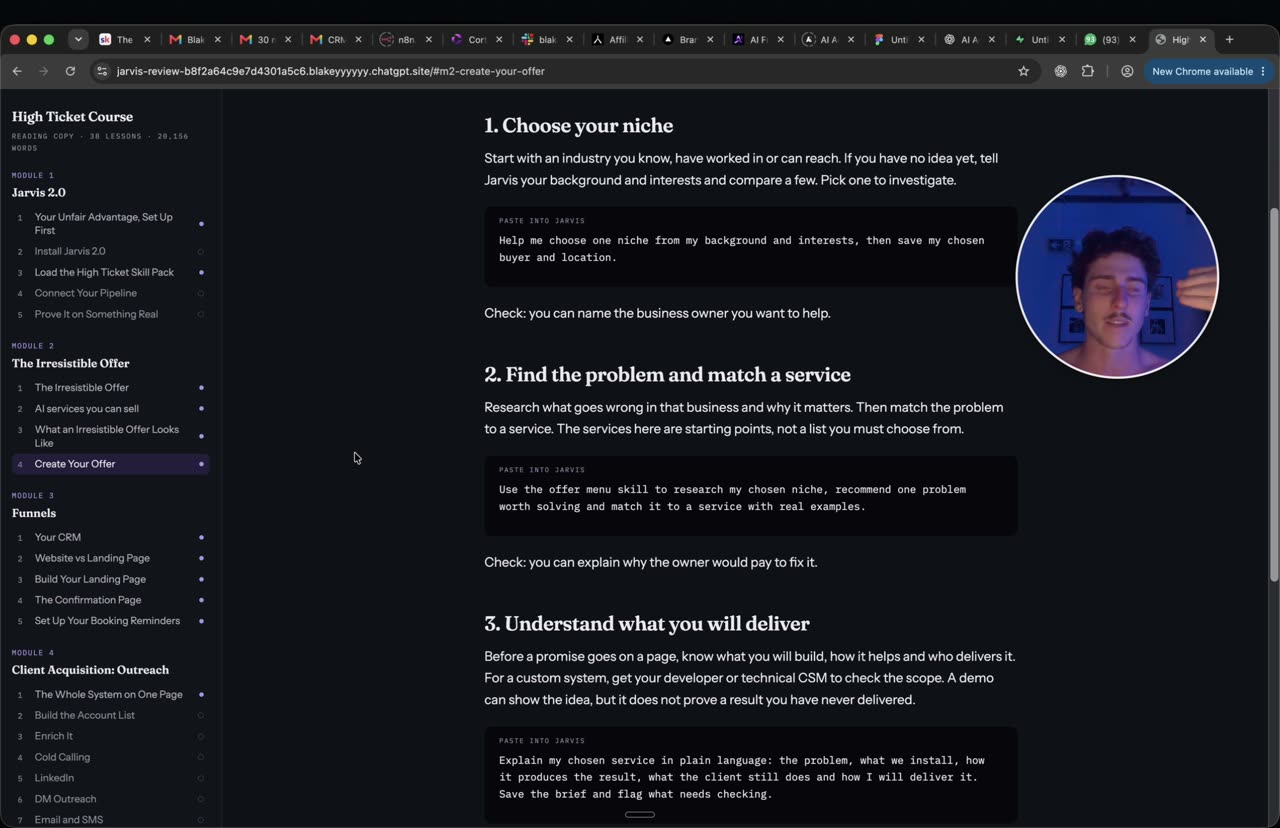 The
Blak
30 n
CRM
n8n.
Cort
blak
Affil
Bran
AI F
AI A
Unti
AI A
Unti
(93)
High
jarvis-review-b8f2a64c9e7d4301a5c6.blakeyyyyyy.chatgpt.site/#m2-create-your-offer
New Chrome available
High Ticket Course
READING COPY · 38 LESSONS · 20,156
WORDS
MODULE 1
Jarvis 2.0
1 Your Unfair Advantage, Set Up
First
2 Install Jarvis 2.0
3 Load the High Ticket Skill Pack
4 Connect Your Pipeline
5 Prove It on Something Real
MODULE 2
The Irresistible Offer
1 The Irresistible Offer
2 AI services you can sell
3 What an Irresistible Offer Looks
Like
4 Create Your Offer
MODULE 3
Funnels
1 Your CRM
2 Website vs Landing Page
3 Build Your Landing Page
4 The Confirmation Page
5 Set Up Your Booking Reminders
MODULE 4
Client Acquisition: Outreach
1 The Whole System on One Page
2 Build the Account List
3 Enrich It
4 Cold Calling
5 LinkedIn
6 DM Outreach
7 Email and SMS
1. Choose your niche
Start with an industry you know, have worked in or can reach. If you have no idea yet, tell
Jarvis your background and interests and compare a few. Pick one to investigate.
PASTE INTO JARVIS
Help me choose one niche from my background and interests, then save my chosen
buyer and location.
Check: you can name the business owner you want to help.
2. Find the problem and match a service
Research what goes wrong in that business and why it matters. Then match the problem
to a service. The services here are starting points, not a list you must choose from.
PASTE INTO JARVIS
Use the offer menu skill to research my chosen niche, recommend one problem
worth solving and match it to a service with real examples.
Check: you can explain why the owner would pay to fix it.
3. Understand what you will deliver
Before a promise goes on a page, know what you will build, how it helps and who delivers it.
For a custom system, get your developer or technical CSM to check the scope. A demo
can show the idea, but it does not prove a result you have never delivered.
PASTE INTO JARVIS
Explain my chosen service in plain language: the problem, what we install, how
it produces the result, what the client still does and how I will deliver it.
Save the brief and flag what needs checking.